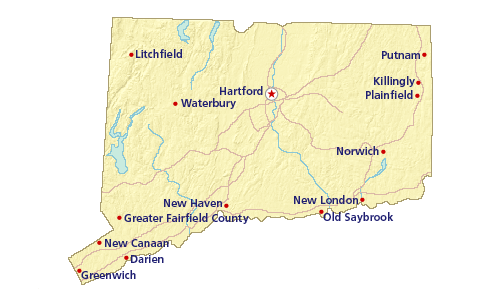 Litchfield
Putnam
Killingly
Hartford
Plainfield
Waterbury
Norwich
New Haven
New London
Greater Fairfield County
Old Saybrook
New Canaan
Darien
Greenwich